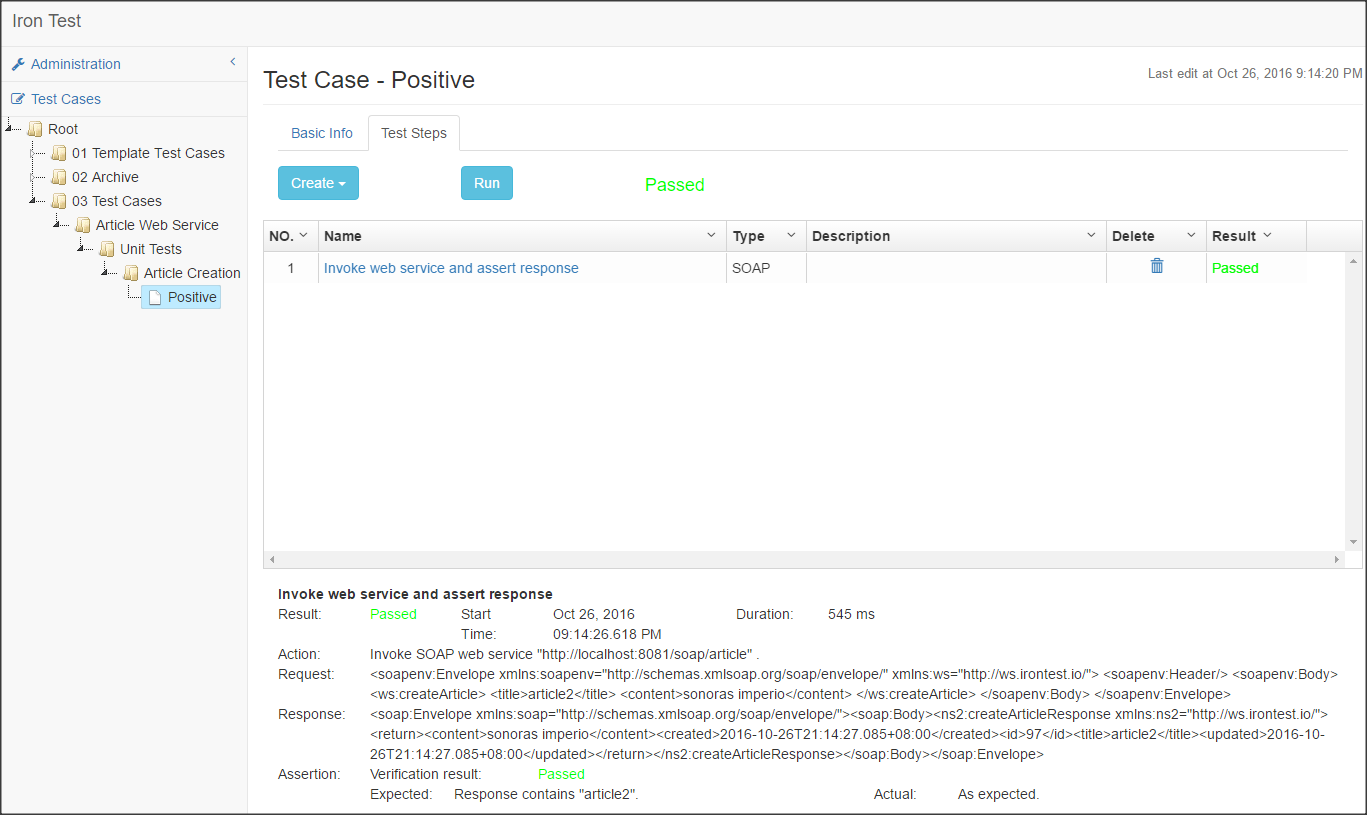 Iron Test
Administration
Test Cases
Root
01 Template Test Cases
02 Archive
03 Test Cases
Article Web Service
Unit Tests
Article Creation
Positive
Test Case - Positive
Last edit at Oct 26, 2016 9:14:20 PM
Basic Info Test Steps
Create Run Passed
NO. Name Type Description Delete Result
1 Invoke web service and assert response SOAP Passed
Invoke web service and assert response
Result: Passed Start Oct 26, 2016 Duration: 545 ms
Time: 09:14:26.618 PM
Action: Invoke SOAP web service "http://localhost:8081/soap/article" .
Request: <soapenv:Envelope xmlns:soapenv="http://schemas.xmlsoap.org/soap/envelope/" xmlns:ws="http://ws.irontest.io/"> <soapenv:Header/> <soapenv:Body>
<ws:createArticle> <title>article2</title> <content>sonoras imperio</content> </ws:createArticle> </soapenv:Body> </soapenv:Envelope>
Response: <soap:Envelope xmlns:soap="http://schemas.xmlsoap.org/soap/envelope/"><soap:Body><ns2:createArticleResponse xmlns:ns2="http://ws.irontest.io/">
<return><content>sonoras imperio</content><created>2016-10-26T21:14:27.085+08:00</created><id>97</id><title>article2</title><updated>2016-10-
26T21:14:27.085+08:00</updated></return></ns2:createArticleResponse></soap:Body></soap:Envelope>
Assertion: Verification result: Passed
Expected: Response contains "article2". Actual: As expected.